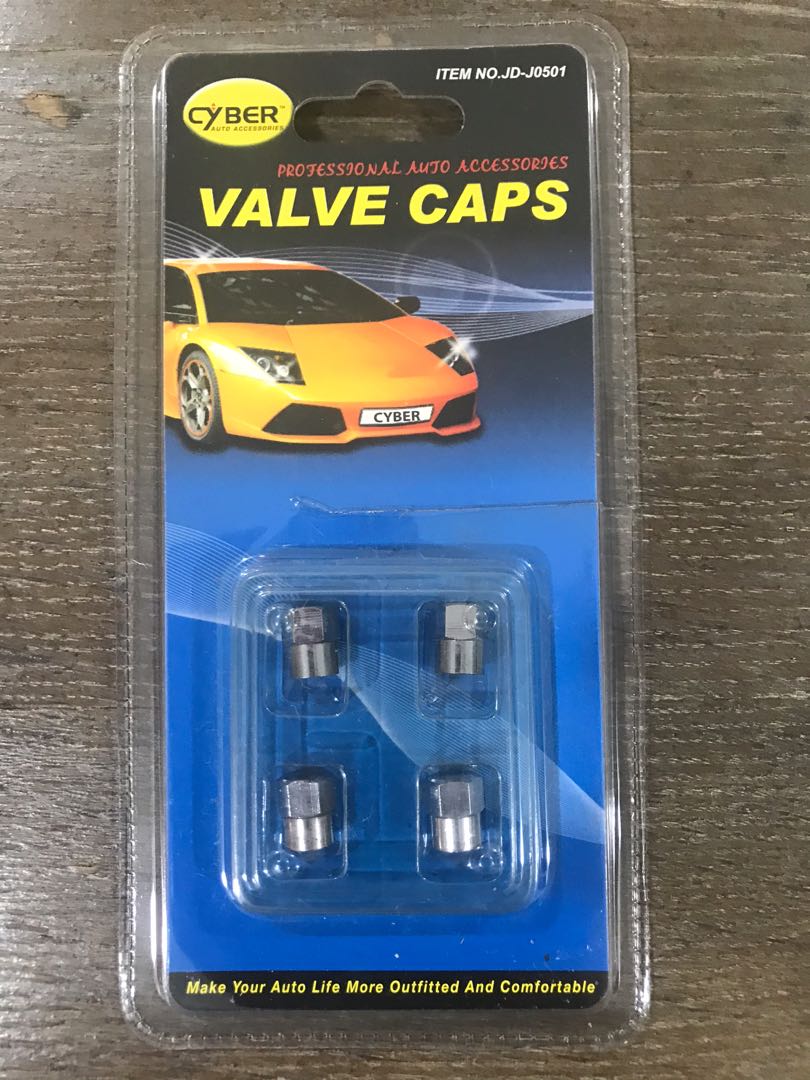 ITEM NO.JD-J0501
CYBER™
AUTO ACCESSORIES
PROFESSIONAL AUTO ACCESSORIES
VALVE CAPS
CYBER
Make Your Auto Life More Outfitted And Comfortable